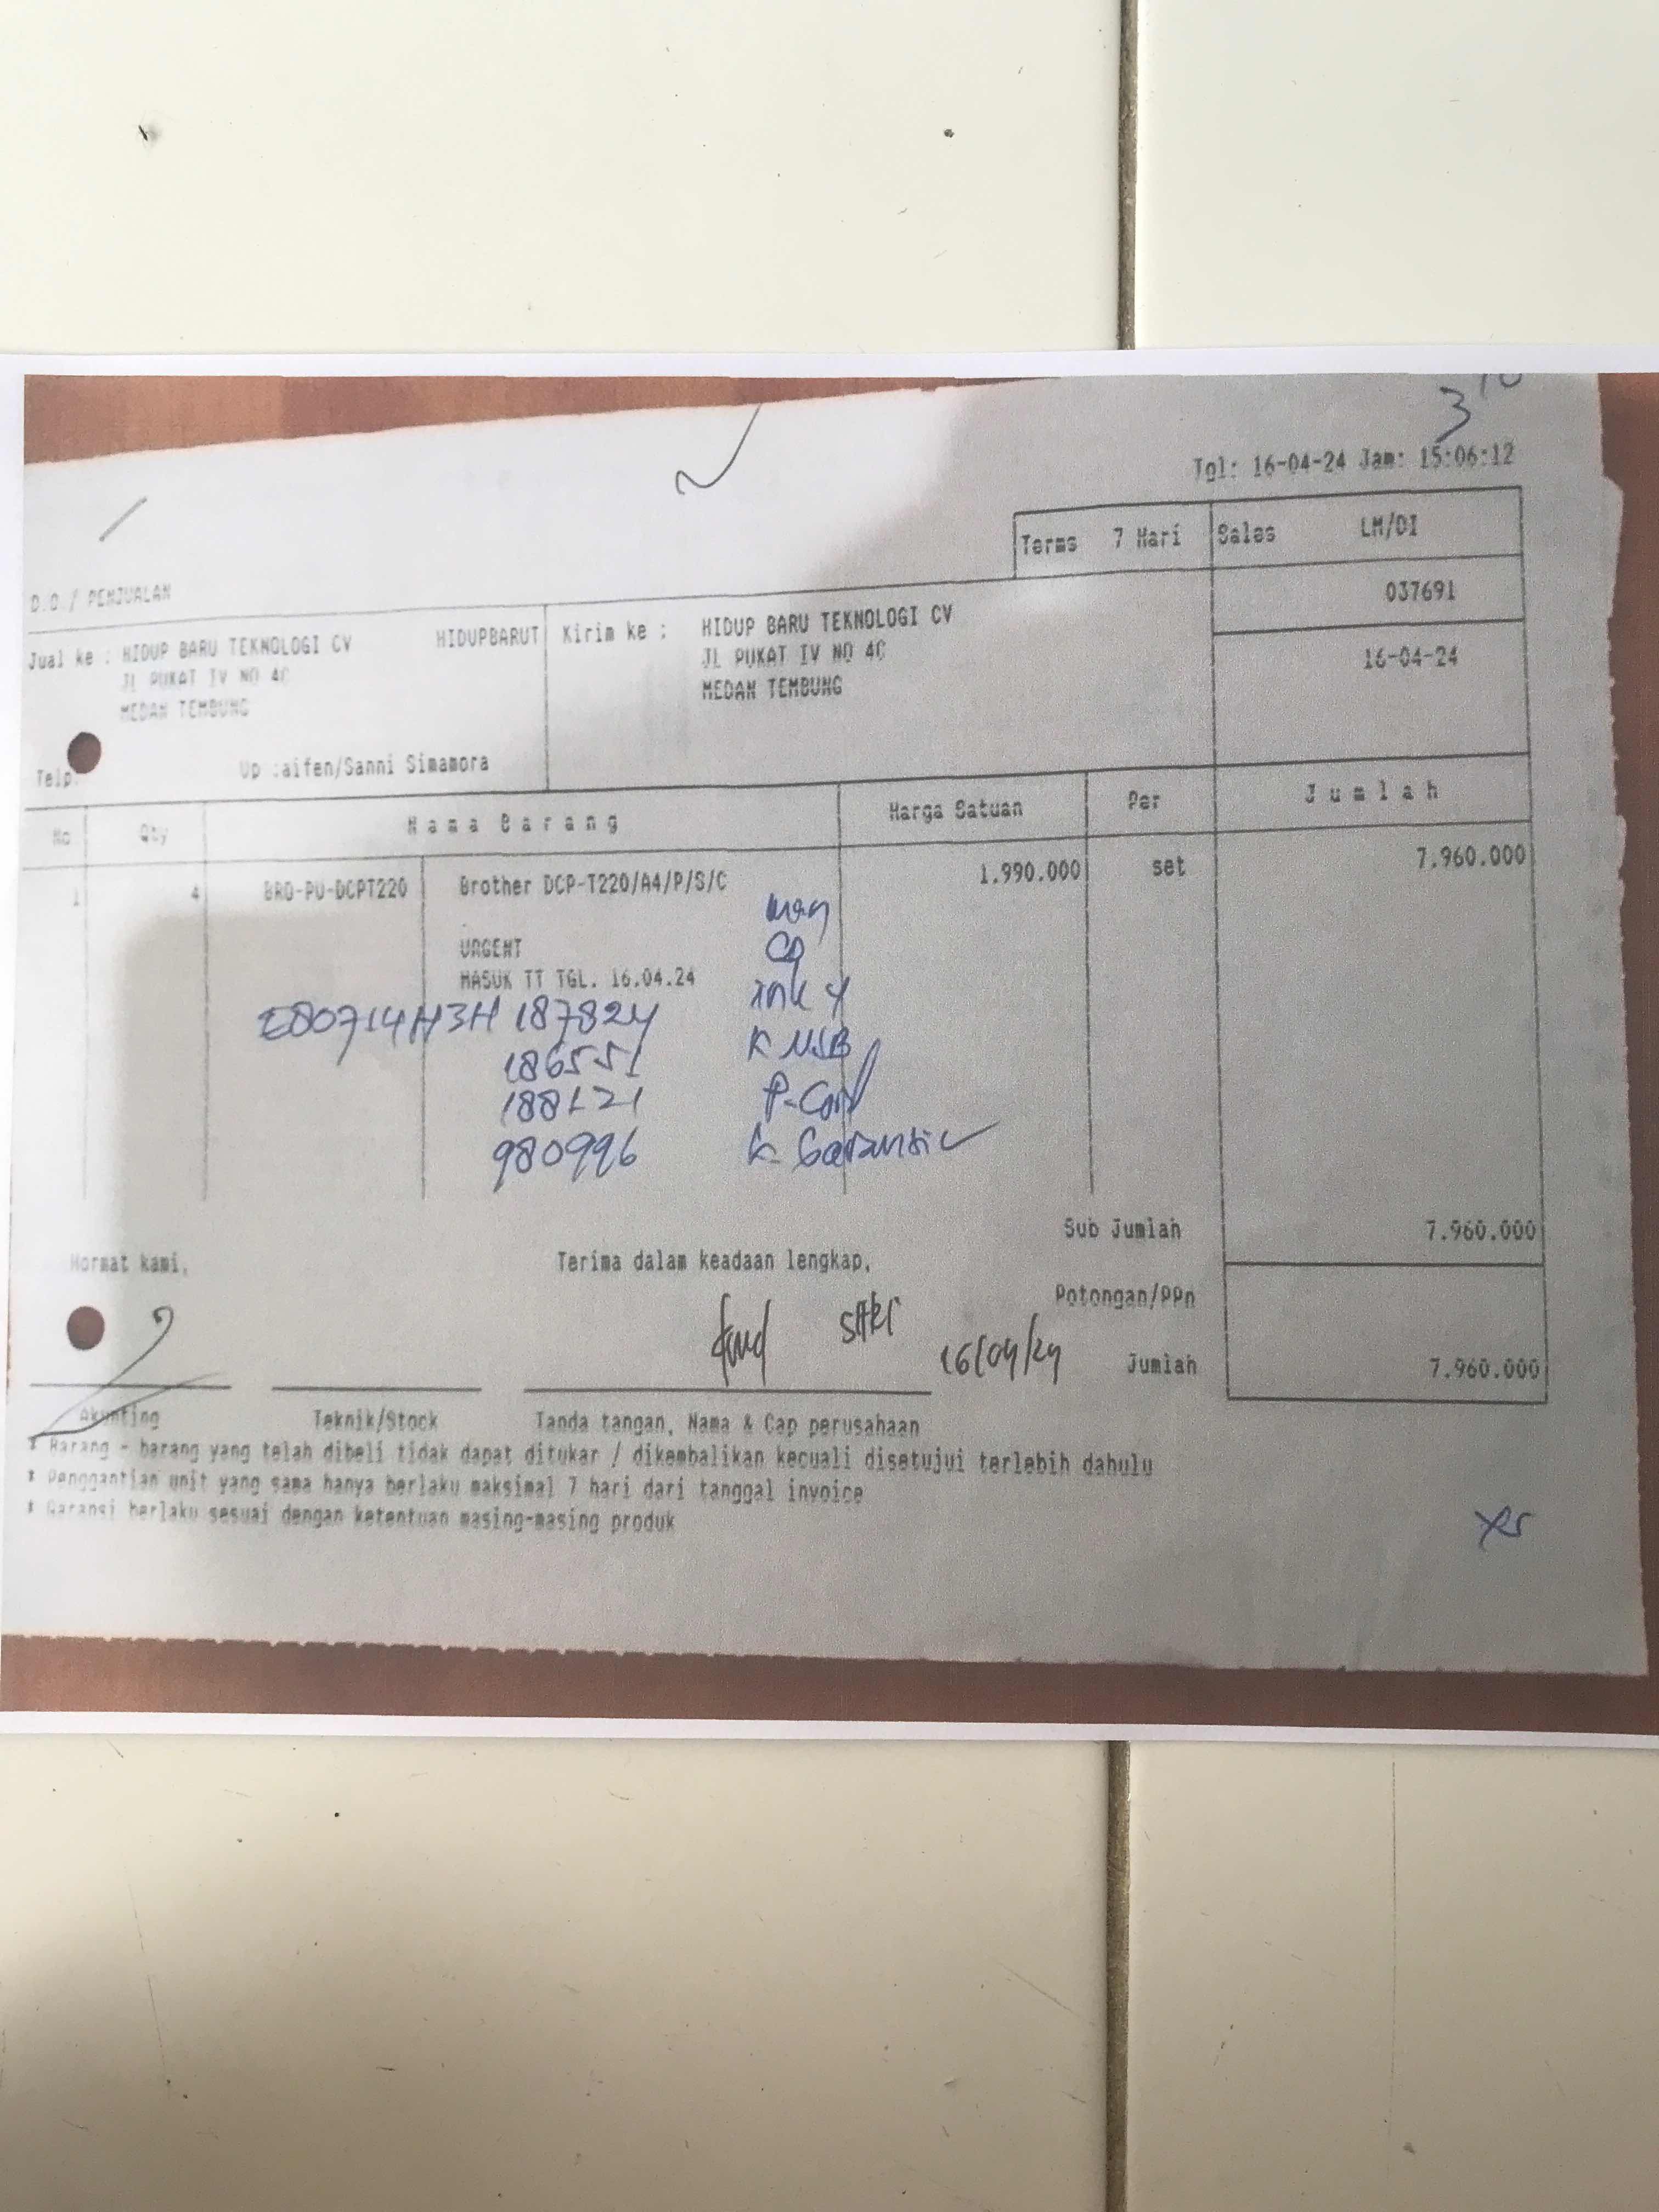 Tgl: 16-04-24 Jam: 15:06:12
Terms 7 Hari Sales LM/DI
D.O./ PENJUALAN
037691
Jual ke : HIDUP BARU TEKNOLOGI CV HIDUPBARUT Kirim ke : HIDUP BARU TEKNOLOGI CV
JL PUKAT IV NO 4C JL PUKAT IV NO 4C 16-04-24
MEDAN TEMBUNG MEDAN TEMBUNG
Telp. Up :aifen/Sanni Simamora
No Qty Nama Barang Harga Satuan Per Jumlah
1 4 BRO-PU-DCPT220 Brother DCP-T220/A4/P/S/C 1.990.000 set 7.960.000
URGENT CD
MASUK TT TGL. 16.04.24 ink 4
E80714H3H 187824 K USB
186551 P-Cord
188121 K Garansi
980996
Sub Jumlah 7.960.000
Hormat kami, Terima dalam keadaan lengkap,
Potongan/PPn
16/04/24 Jumlah 7.960.000
Akunting Teknik/Stock Tanda tangan, Nama & Cap perusahaan
* Barang - barang yang telah dibeli tidak dapat ditukar / dikembalikan kecuali disetujui terlebih dahulu
* Penggantian unit yang sama hanya berlaku maksimal 7 hari dari tanggal invoice
* Garansi berlaku sesuai dengan ketentuan masing-masing produk